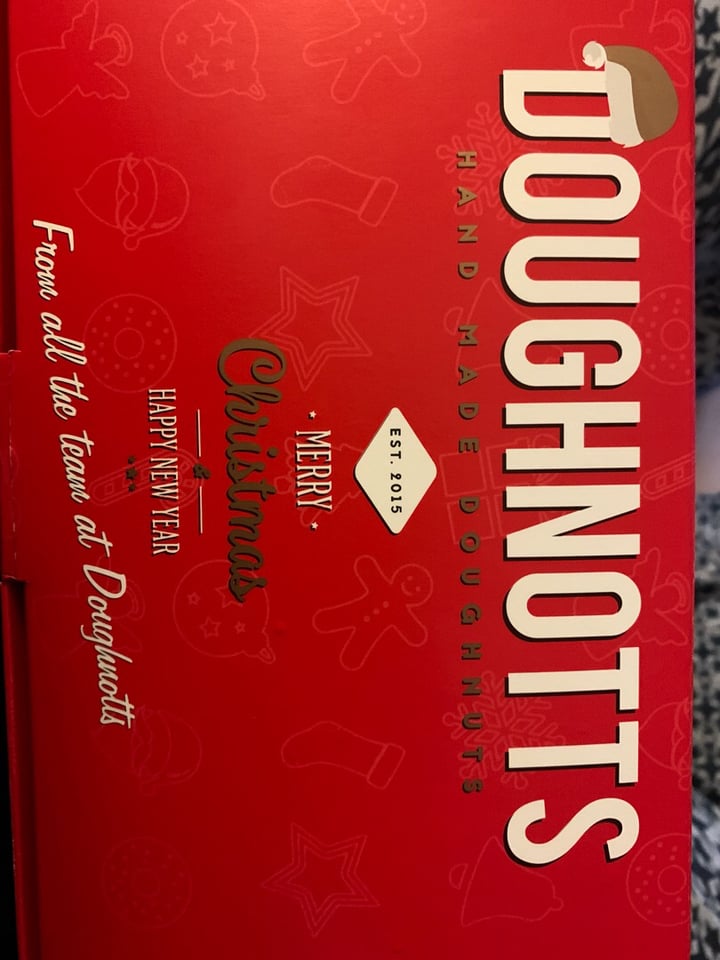 DOUGHNOTTS
HAND MADE DOUGHNUTS
EST. 2015
MERRY
Christmas
&
HAPPY NEW YEAR
From all the team at Doughnotts